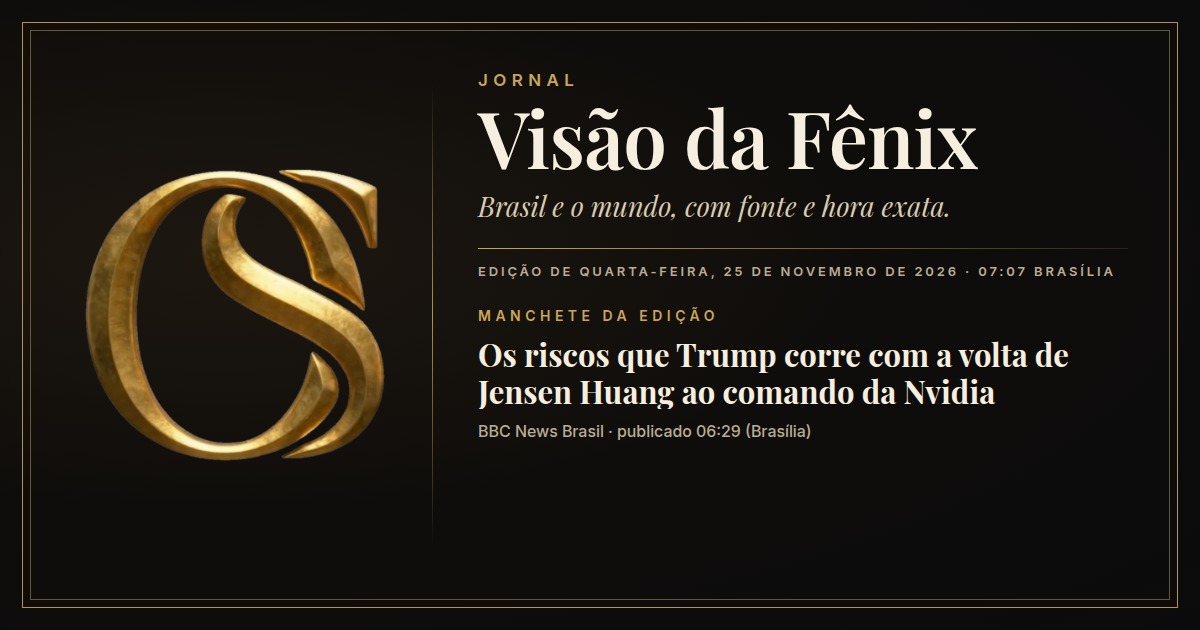 JORNAL
Visão da Fênix
Brasil e o mundo, com fonte e hora exata.
EDIÇÃO DE QUARTA-FEIRA, 25 DE NOVEMBRO DE 2026 · 07:07 BRASÍLIA
MANCHETE DA EDIÇÃO
Os riscos que Trump corre com a volta de
Jensen Huang ao comando da Nvidia
BBC News Brasil · publicado 06:29 (Brasília)
OS